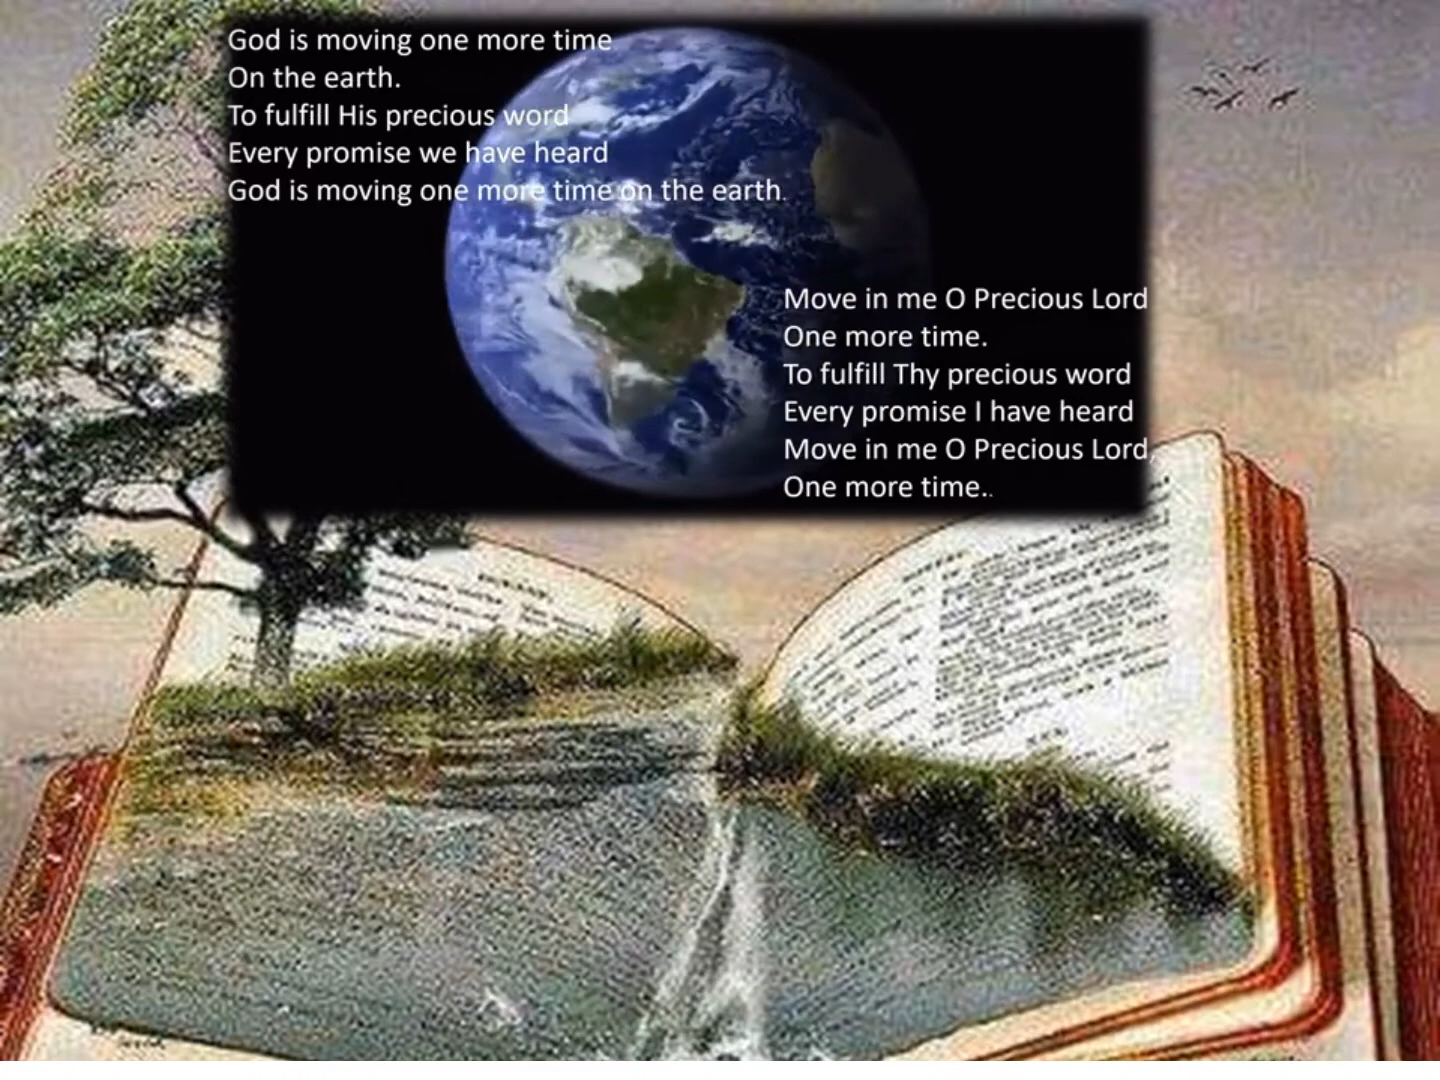 God is moving one more time
On the earth.
To fulfill His precious word
Every promise we have heard
God is moving one more time on the earth.
Move in me O Precious Lord
One more time.
To fulfill Thy precious word
Every promise I have heard
Move in me O Precious Lord,
One more time..